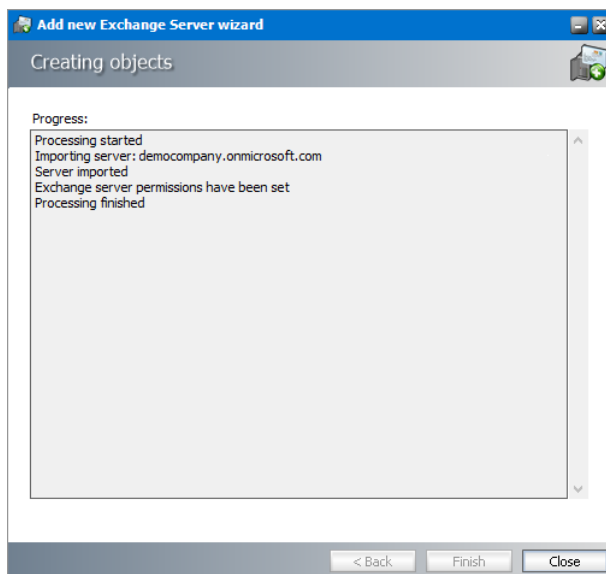 Add new Exchange Server wizard
Creating objects
Progress:
Processing started
Importing server: democompany.onmicrosoft.com
Server imported
Exchange server permissions have been set
Processing finished
< Back
Finish
Close